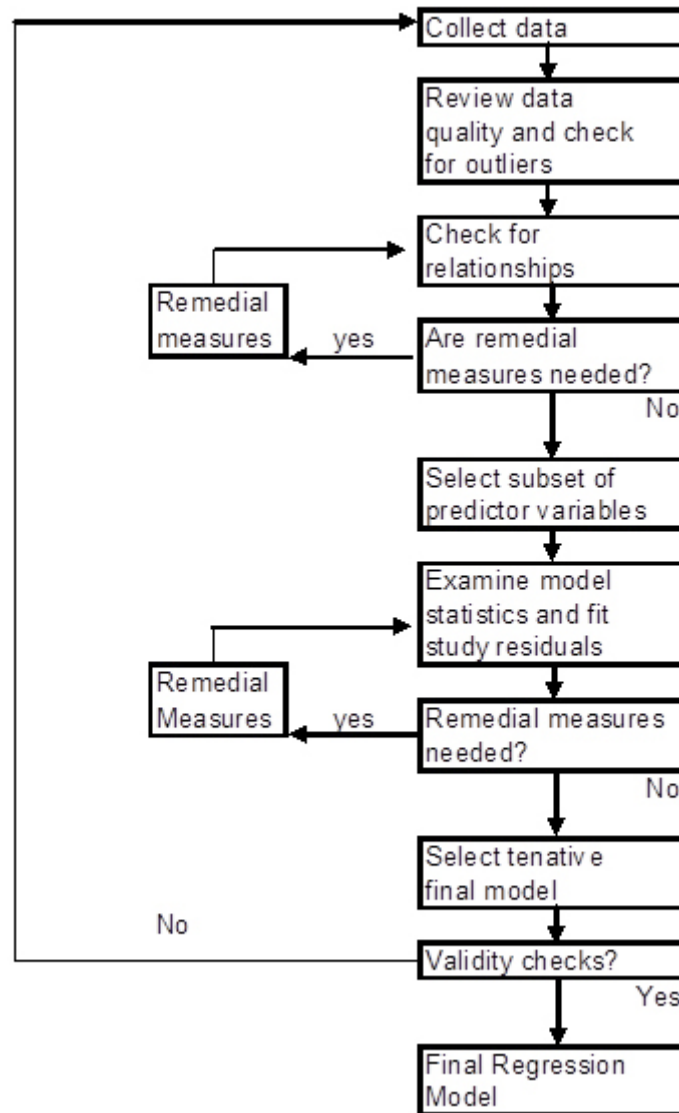 Collect data
Review data
quality and check
for outliers
Check for
relationships
Remedial
measures
yes
Are remedial
measures needed?
No
Select subset of
predictor variables
Examine model
statistics and fit
study residuals
Remedial
Measures
yes
Remedial measures
needed?
No
Select tenative
final model
No
Validity checks?
Yes
Final Regression
Model